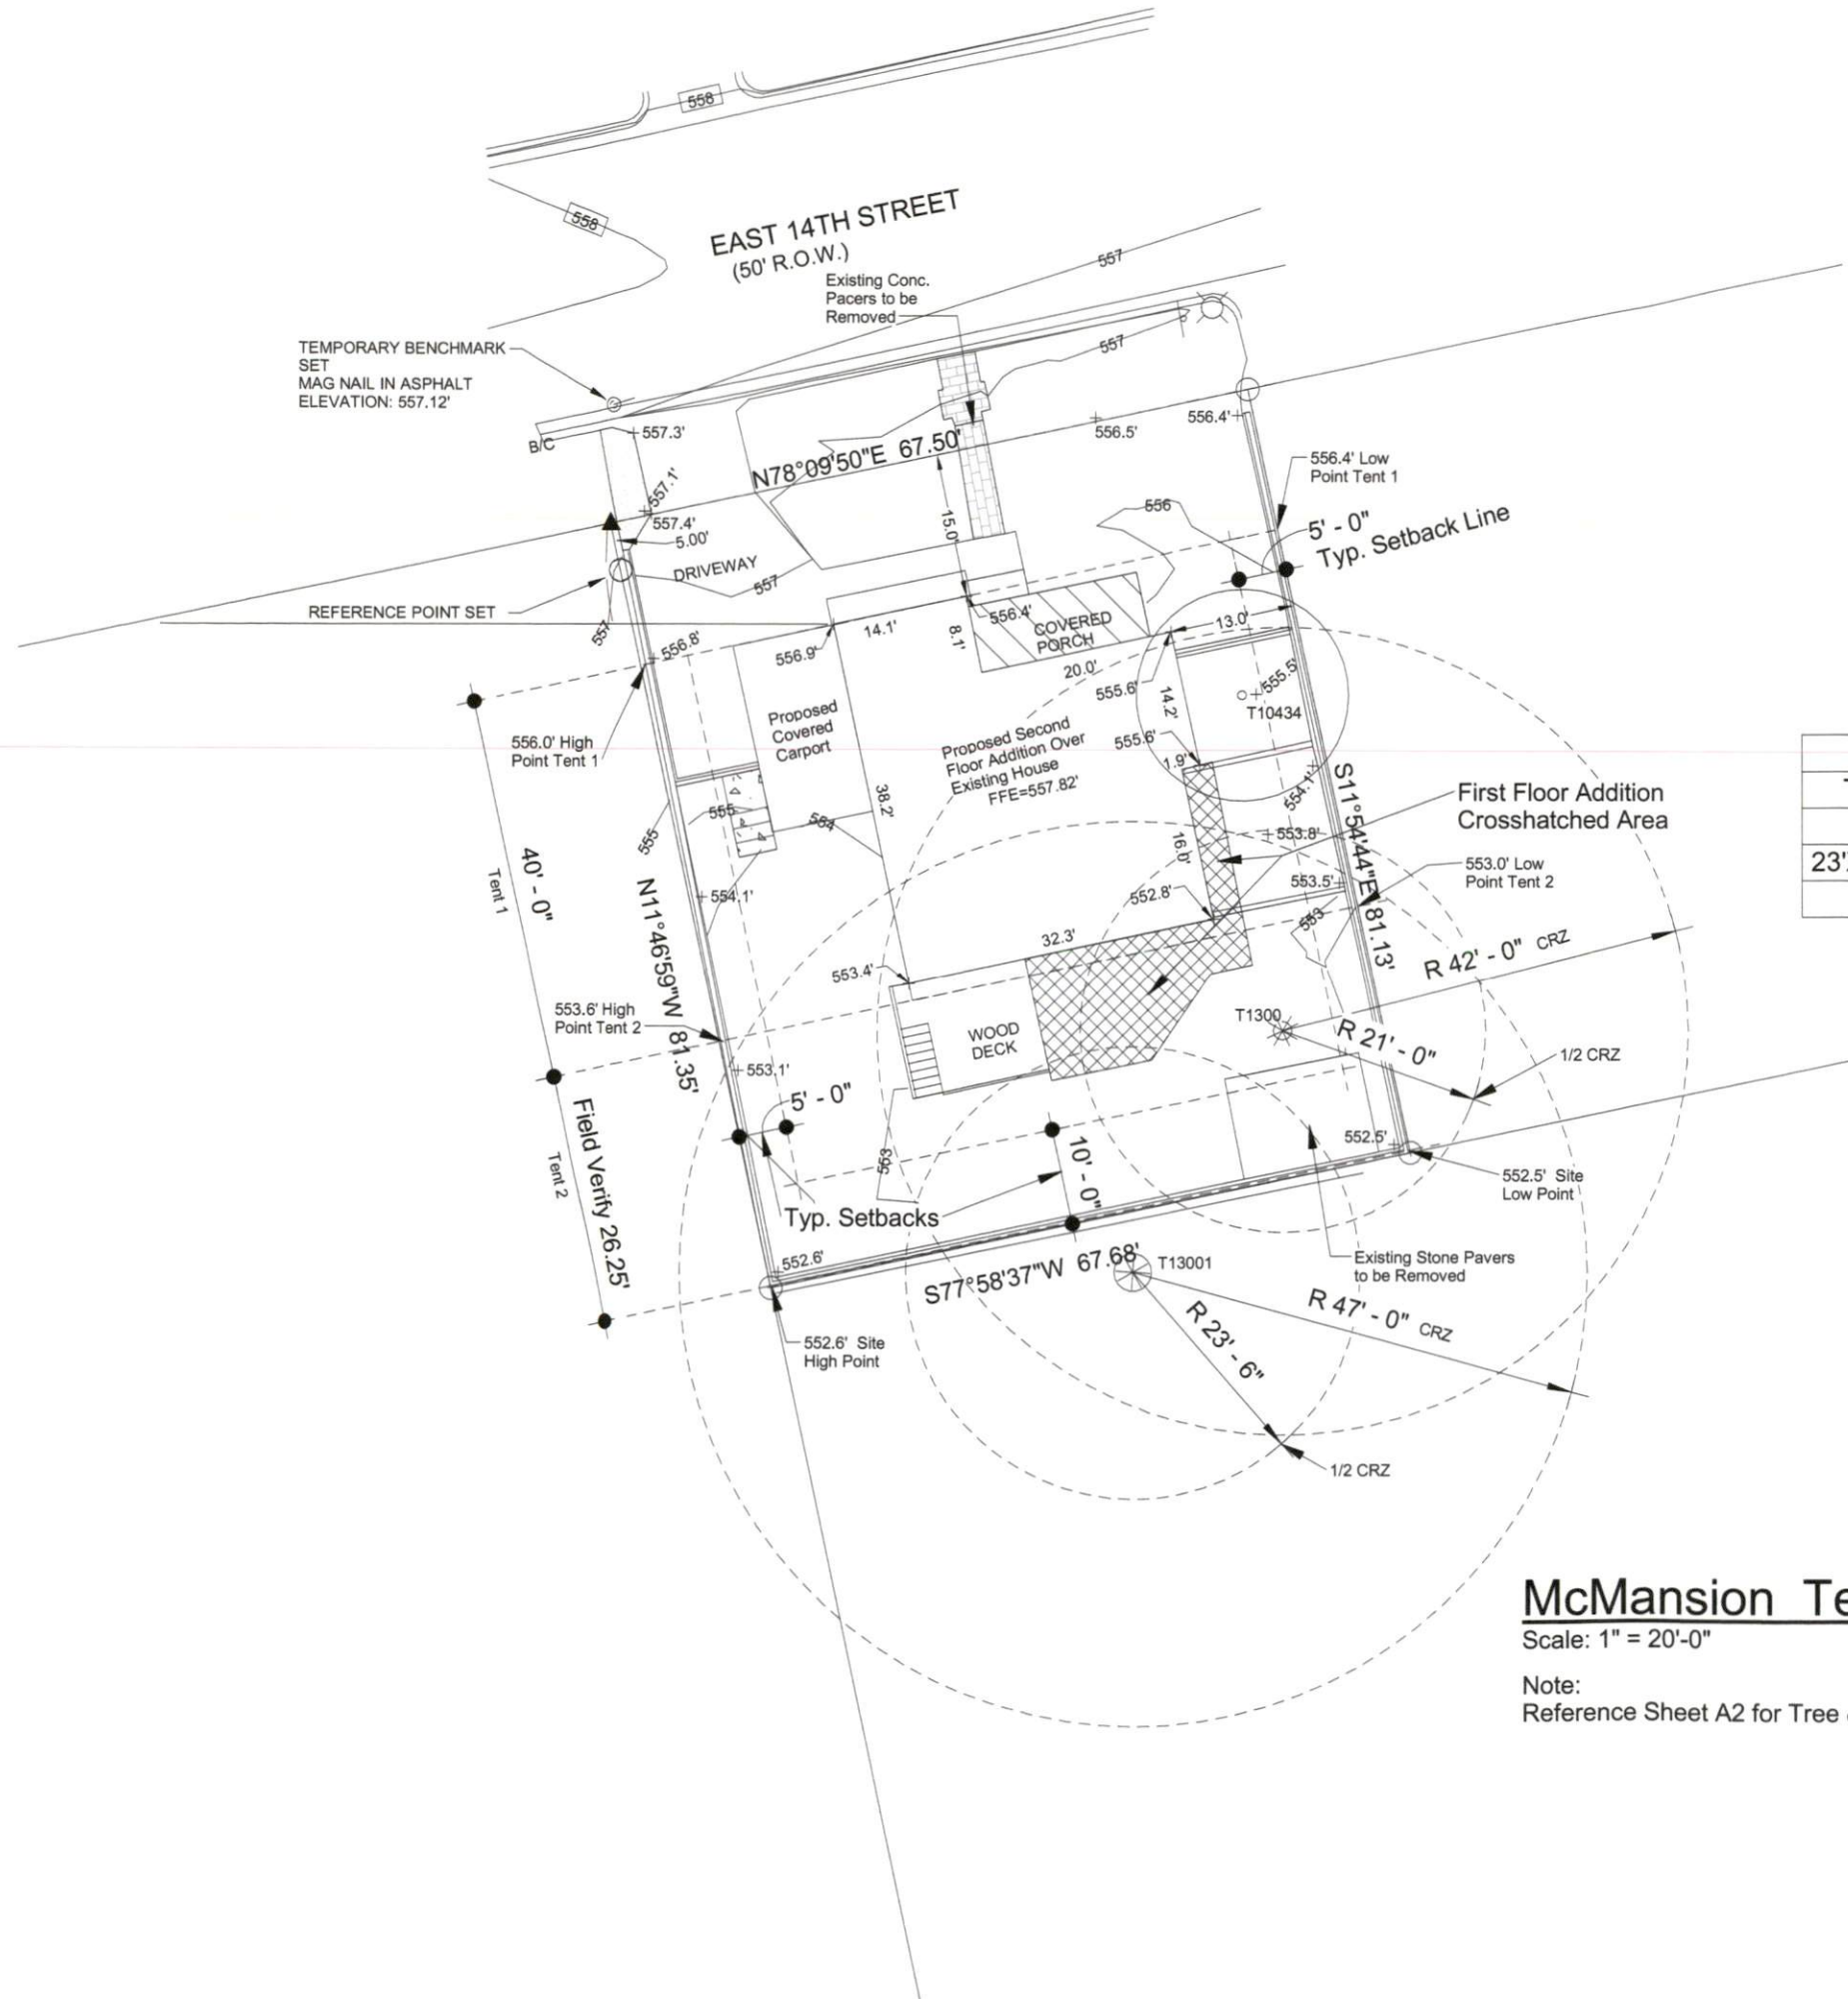 558
558
EAST 14TH STREET
(50' R.O.W.)
557
Existing Conc.
Pacers to be
Removed
TEMPORARY BENCHMARK
SET
MAG NAIL IN ASPHALT
ELEVATION: 557.12'
557
B/C
557.3'
556.4'
556.5'
N78°09'50"E 67.50'
556.4' Low
Point Tent 1
557.1'
557.4'
5.00'
15.0'
556
5' - 0"
Typ. Setback Line
DRIVEWAY
557
REFERENCE POINT SET
557
556.8'
556.9'
14.1'
556.4'
8.1'
COVERED
PORCH
20.0'
13.0'
555.6'
14.2'
555.5'
T10434
Proposed
Covered
Carport
556.0' High
Point Tent 1
Proposed Second
Floor Addition Over
Existing House
FFE=557.82'
555.6'
1.9'
554.1'
S11°54'44"E 81.13'
First Floor Addition
Crosshatched Area
38.2'
555
554
555
16.0'
553.8'
553.0' Low
Point Tent 2
23'
40' - 0"
Tent 1
554.1'
N11°46'59"W 81.35'
552.8'
553.5'
553
32.3'
553.4'
R 42' - 0" CRZ
553.6' High
Point Tent 2
WOOD
DECK
T1300
R 21' - 0"
1/2 CRZ
553.1'
5' - 0"
Field Verify 26.25'
Tent 2
553
10' - 0"
552.5'
552.5' Site
Low Point
Typ. Setbacks
552.6'
S77°58'37"W 67.68'
T13001
Existing Stone Pavers
to be Removed
R 47' - 0" CRZ
R 23' - 6"
552.6' Site
High Point
1/2 CRZ
McMansion Te
Scale: 1" = 20'-0"
Note:
Reference Sheet A2 for Tree